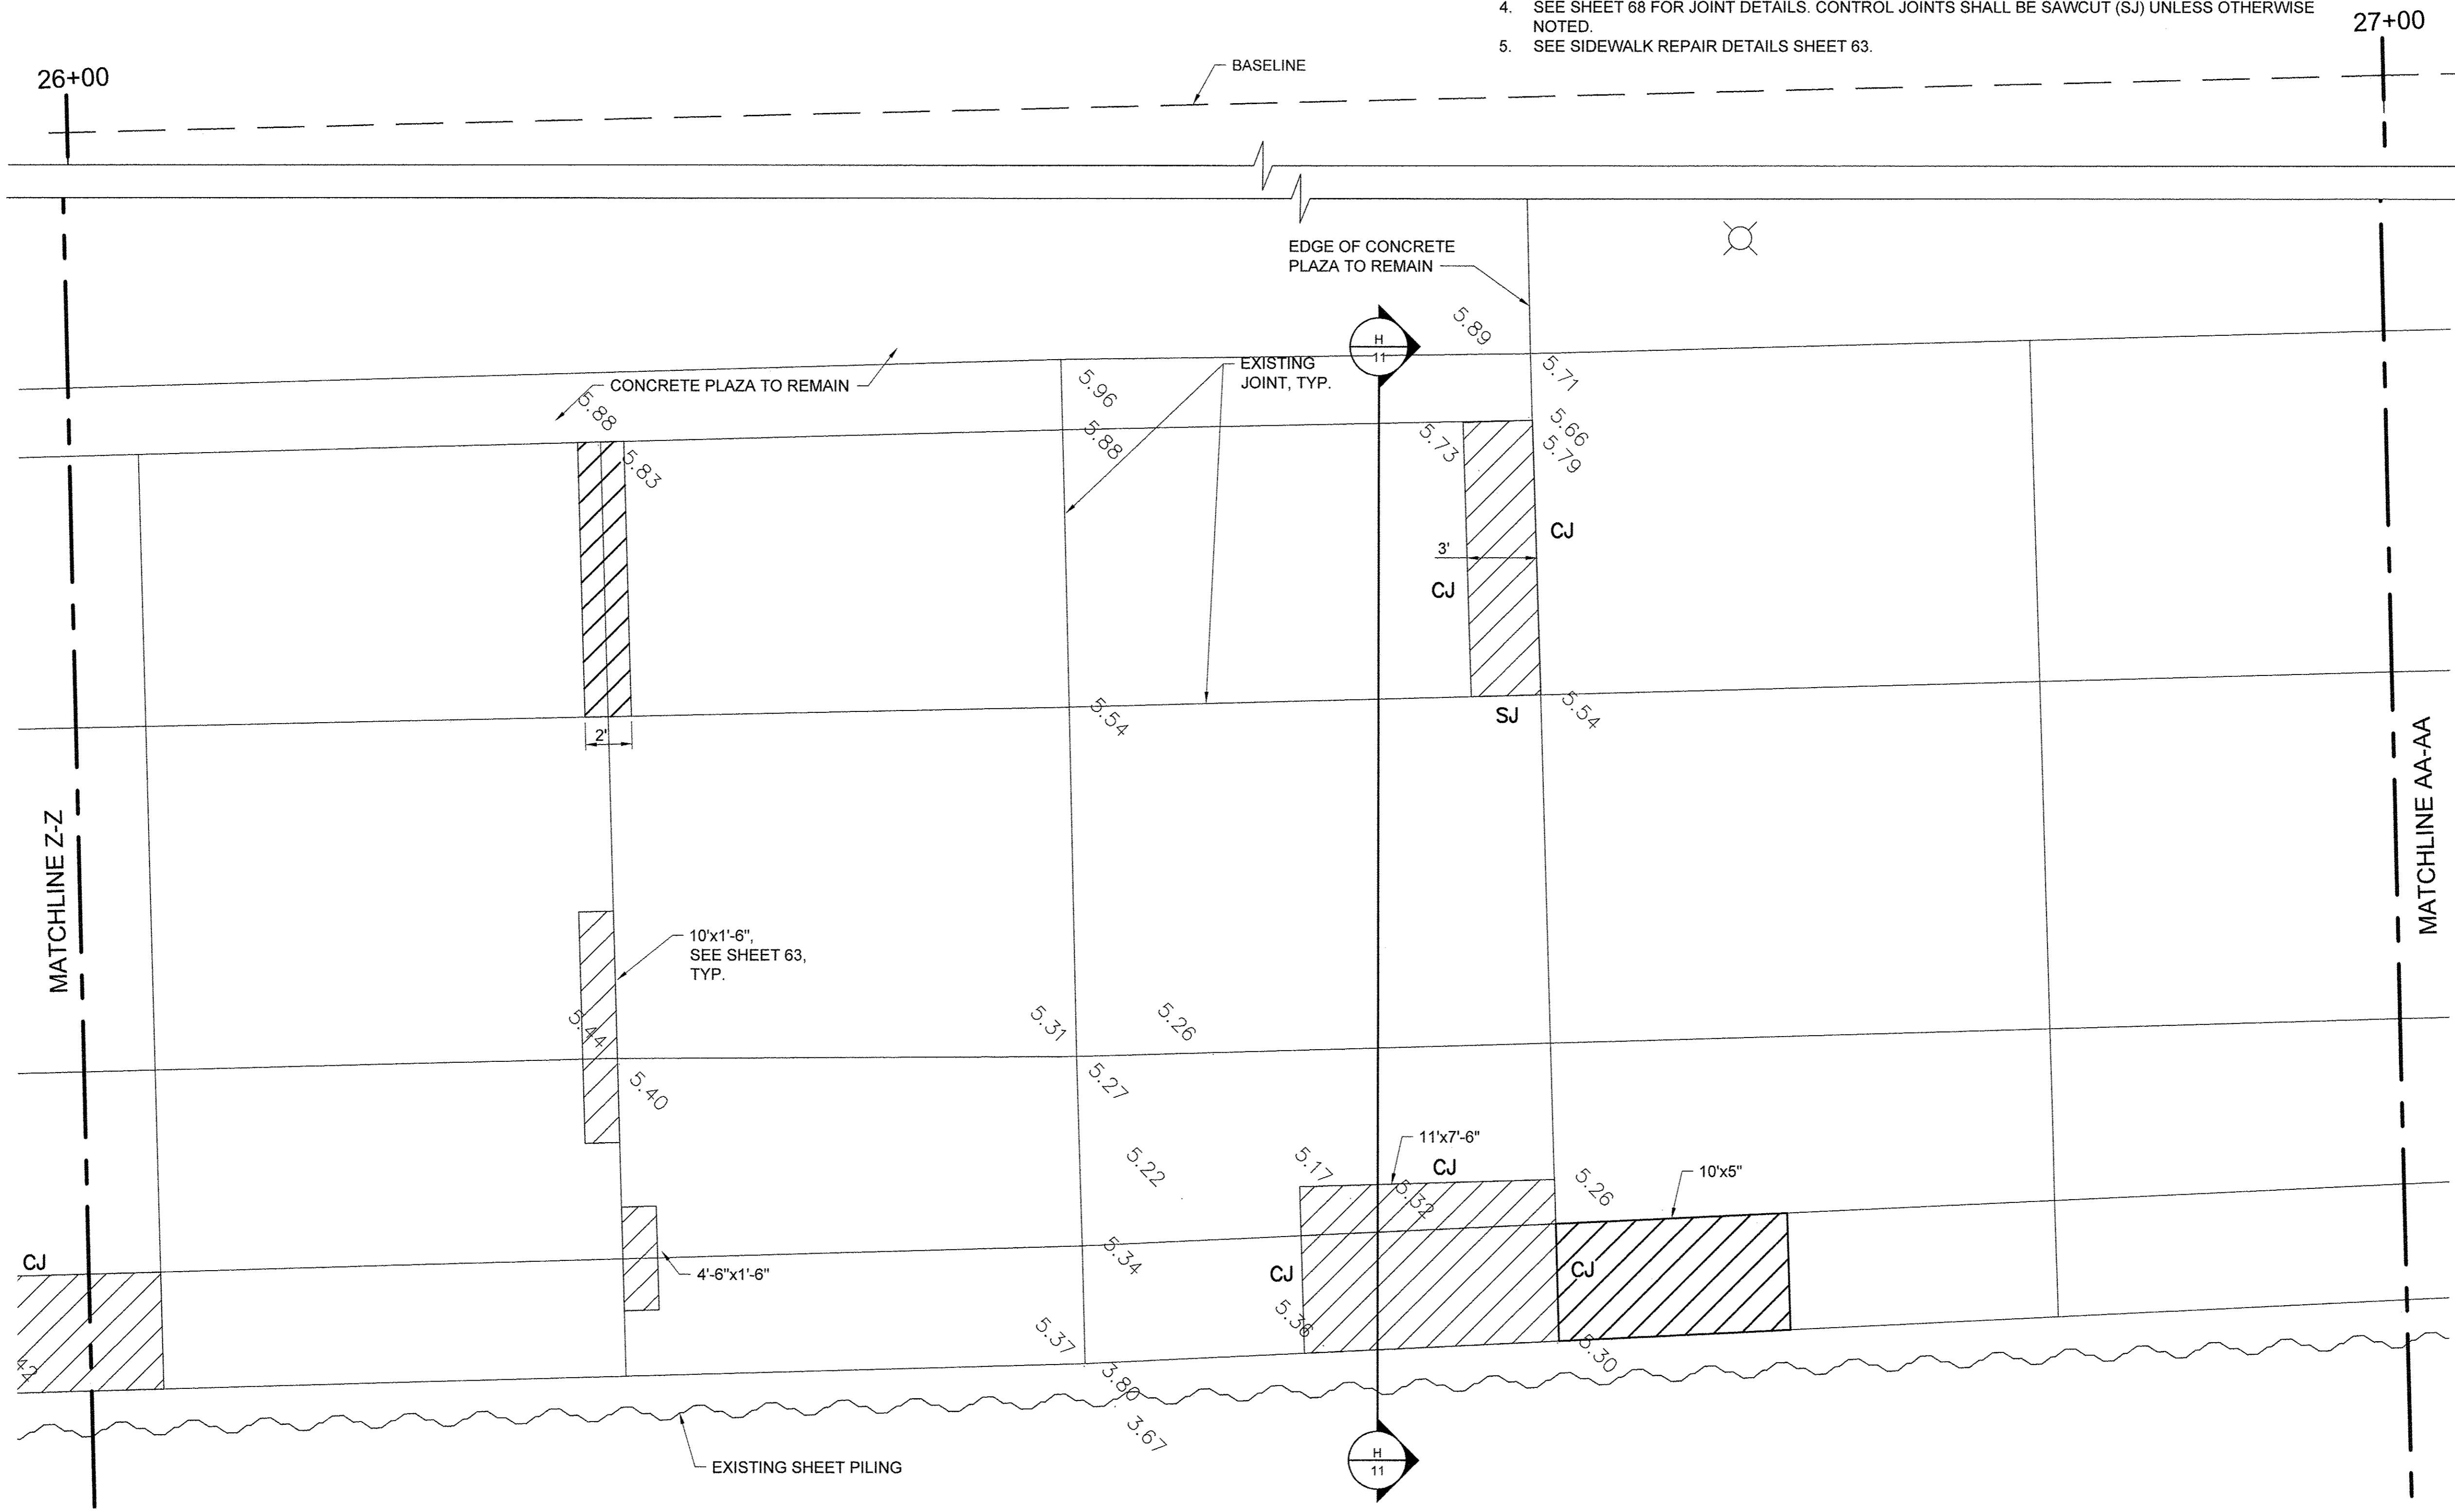 4. SEE SHEET 68 FOR JOINT DETAILS. CONTROL JOINTS SHALL BE SAWCUT (SJ) UNLESS OTHERWISE
NOTED.
5. SEE SIDEWALK REPAIR DETAILS SHEET 63.
26+00
27+00
BASELINE
EDGE OF CONCRETE
PLAZA TO REMAIN
5.89
H
11
5.71
EXISTING
JOINT, TYP.
CONCRETE PLAZA TO REMAIN
5.88
5.96
5.88
5.83
5.73
5.66
5.79
CJ
3'
CJ
SJ
5.54
5.54
2'
MATCHLINE Z-Z
MATCHLINE AA-AA
10'x1'-6",
SEE SHEET 63,
TYP.
5.44
5.31
5.26
5.40
5.27
5.22
5.17
11'x7'-6"
CJ
5.32
5.26
10'x5"
CJ
5.34
CJ
CJ
4'-6"x1'-6"
5.36
5.37
5.30
42
3.80
3.67
H
11
EXISTING SHEET PILING